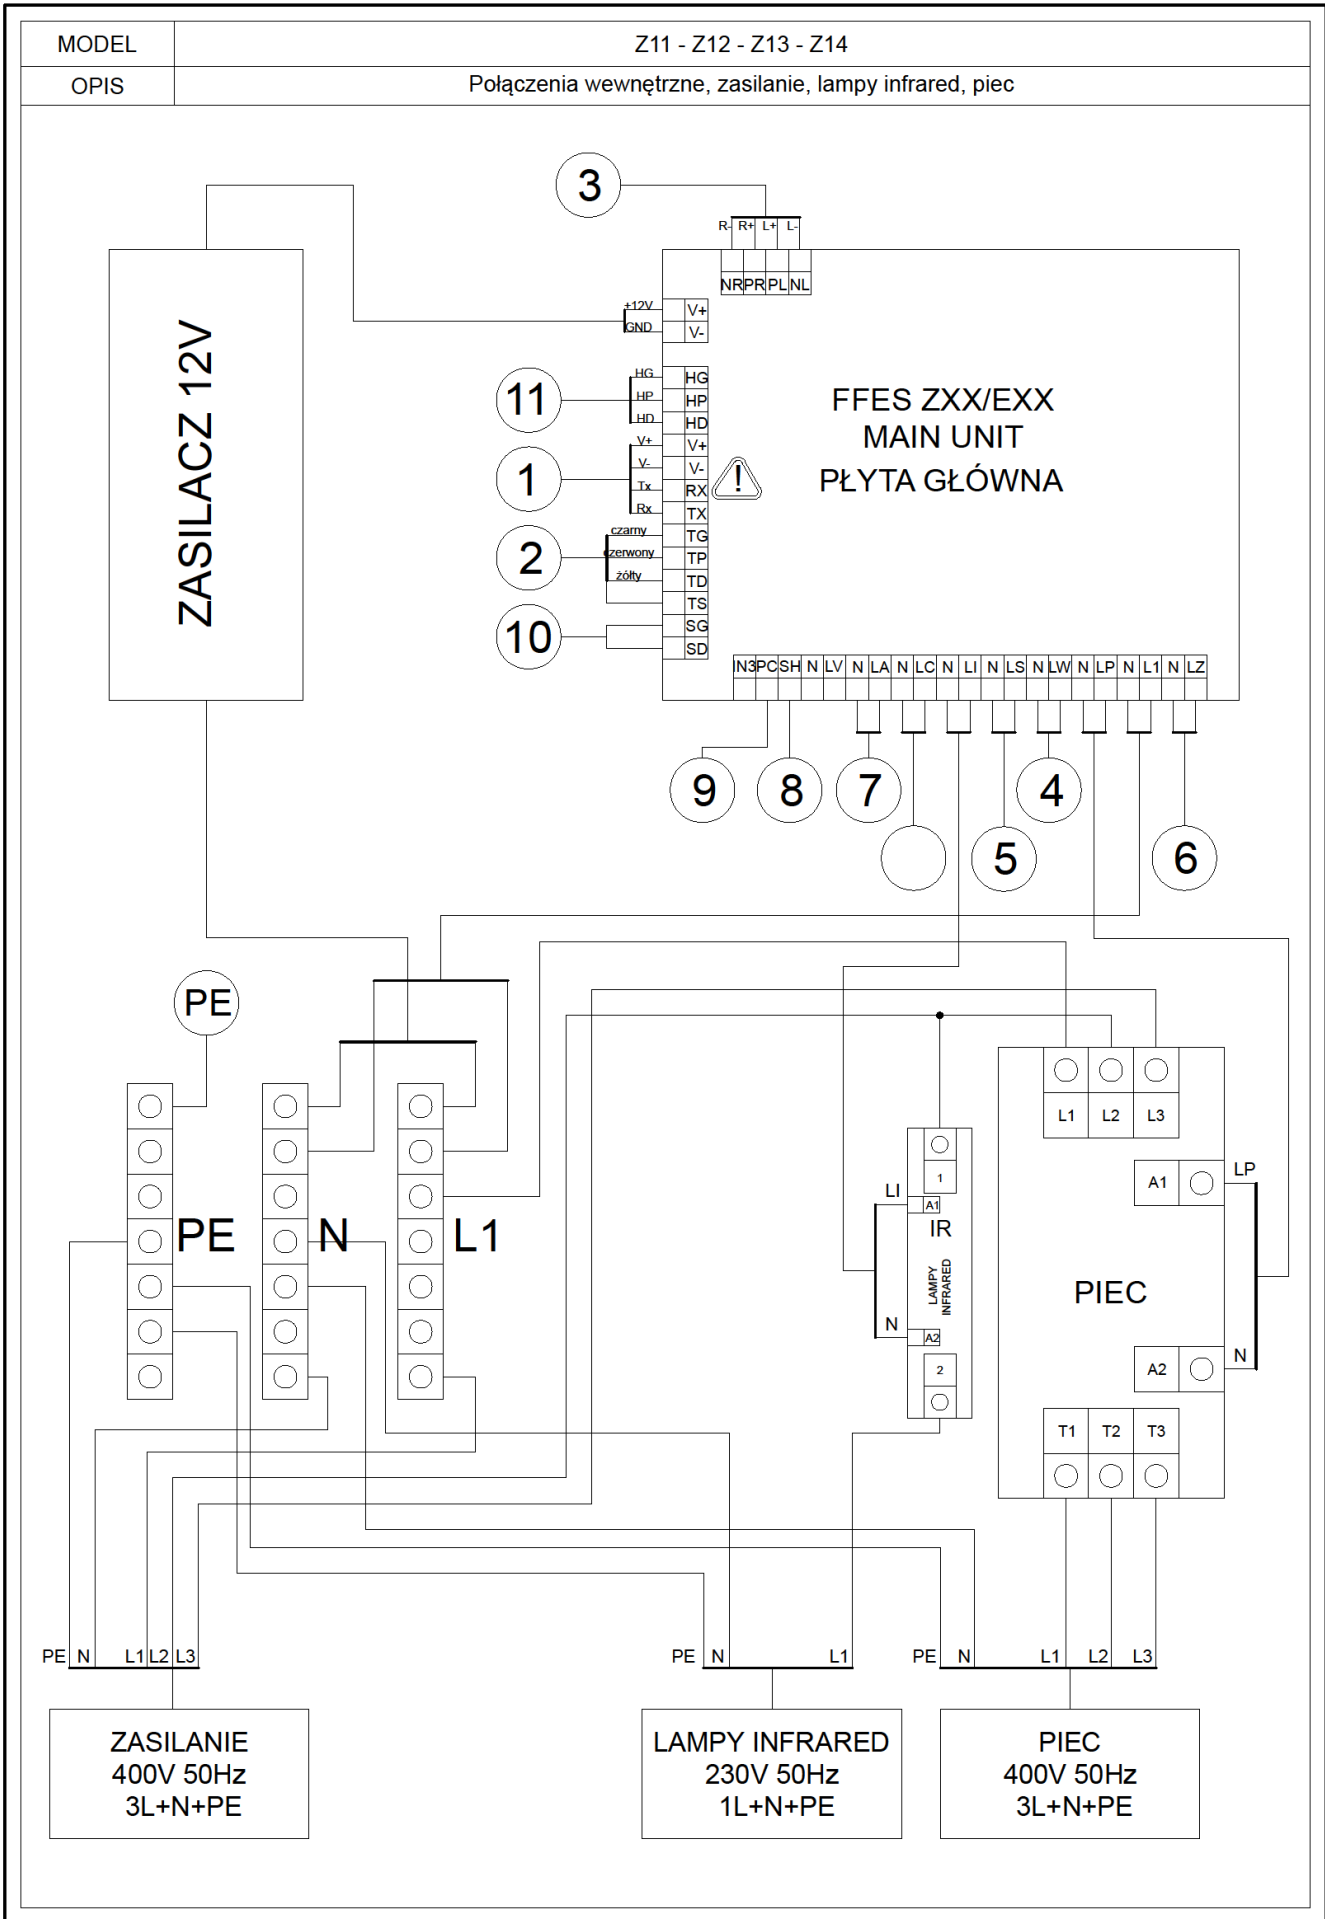 MODEL
Z11 - Z12 - Z13 - Z14
OPIS
Połączenia wewnętrzne, zasilanie, lampy infrared, piec
3
R- R+ L+ L-
NR PR PL NL
ZASILACZ 12V
+12V
GND
V+
V-
11
HG
HP
HD
HG
HP
HD
1
V+
V-
Tx
Rx
V+
V-
RX
TX
2
czarny
czerwony
żółty
TG
TP
TD
TS
10
SG
SD
!
FFES ZXX/EXX
MAIN UNIT
PŁYTA GŁÓWNA
IN3 PC SH N LV N LA N LC N LI N LS N LW N LP N L1 N LZ
9
8
7
4
5
6
PE
PE
N
L1
L1 L2 L3
A1
LP
PIEC
A2
N
T1 T2 T3
1
LI
A1
IR
LAMPY
INFRARED
N
A2
2
PE N L1 L2 L3
PE N L1
PE N L1 L2 L3
ZASILANIE
400V 50Hz
3L+N+PE
LAMPY INFRARED
230V 50Hz
1L+N+PE
PIEC
400V 50Hz
3L+N+PE